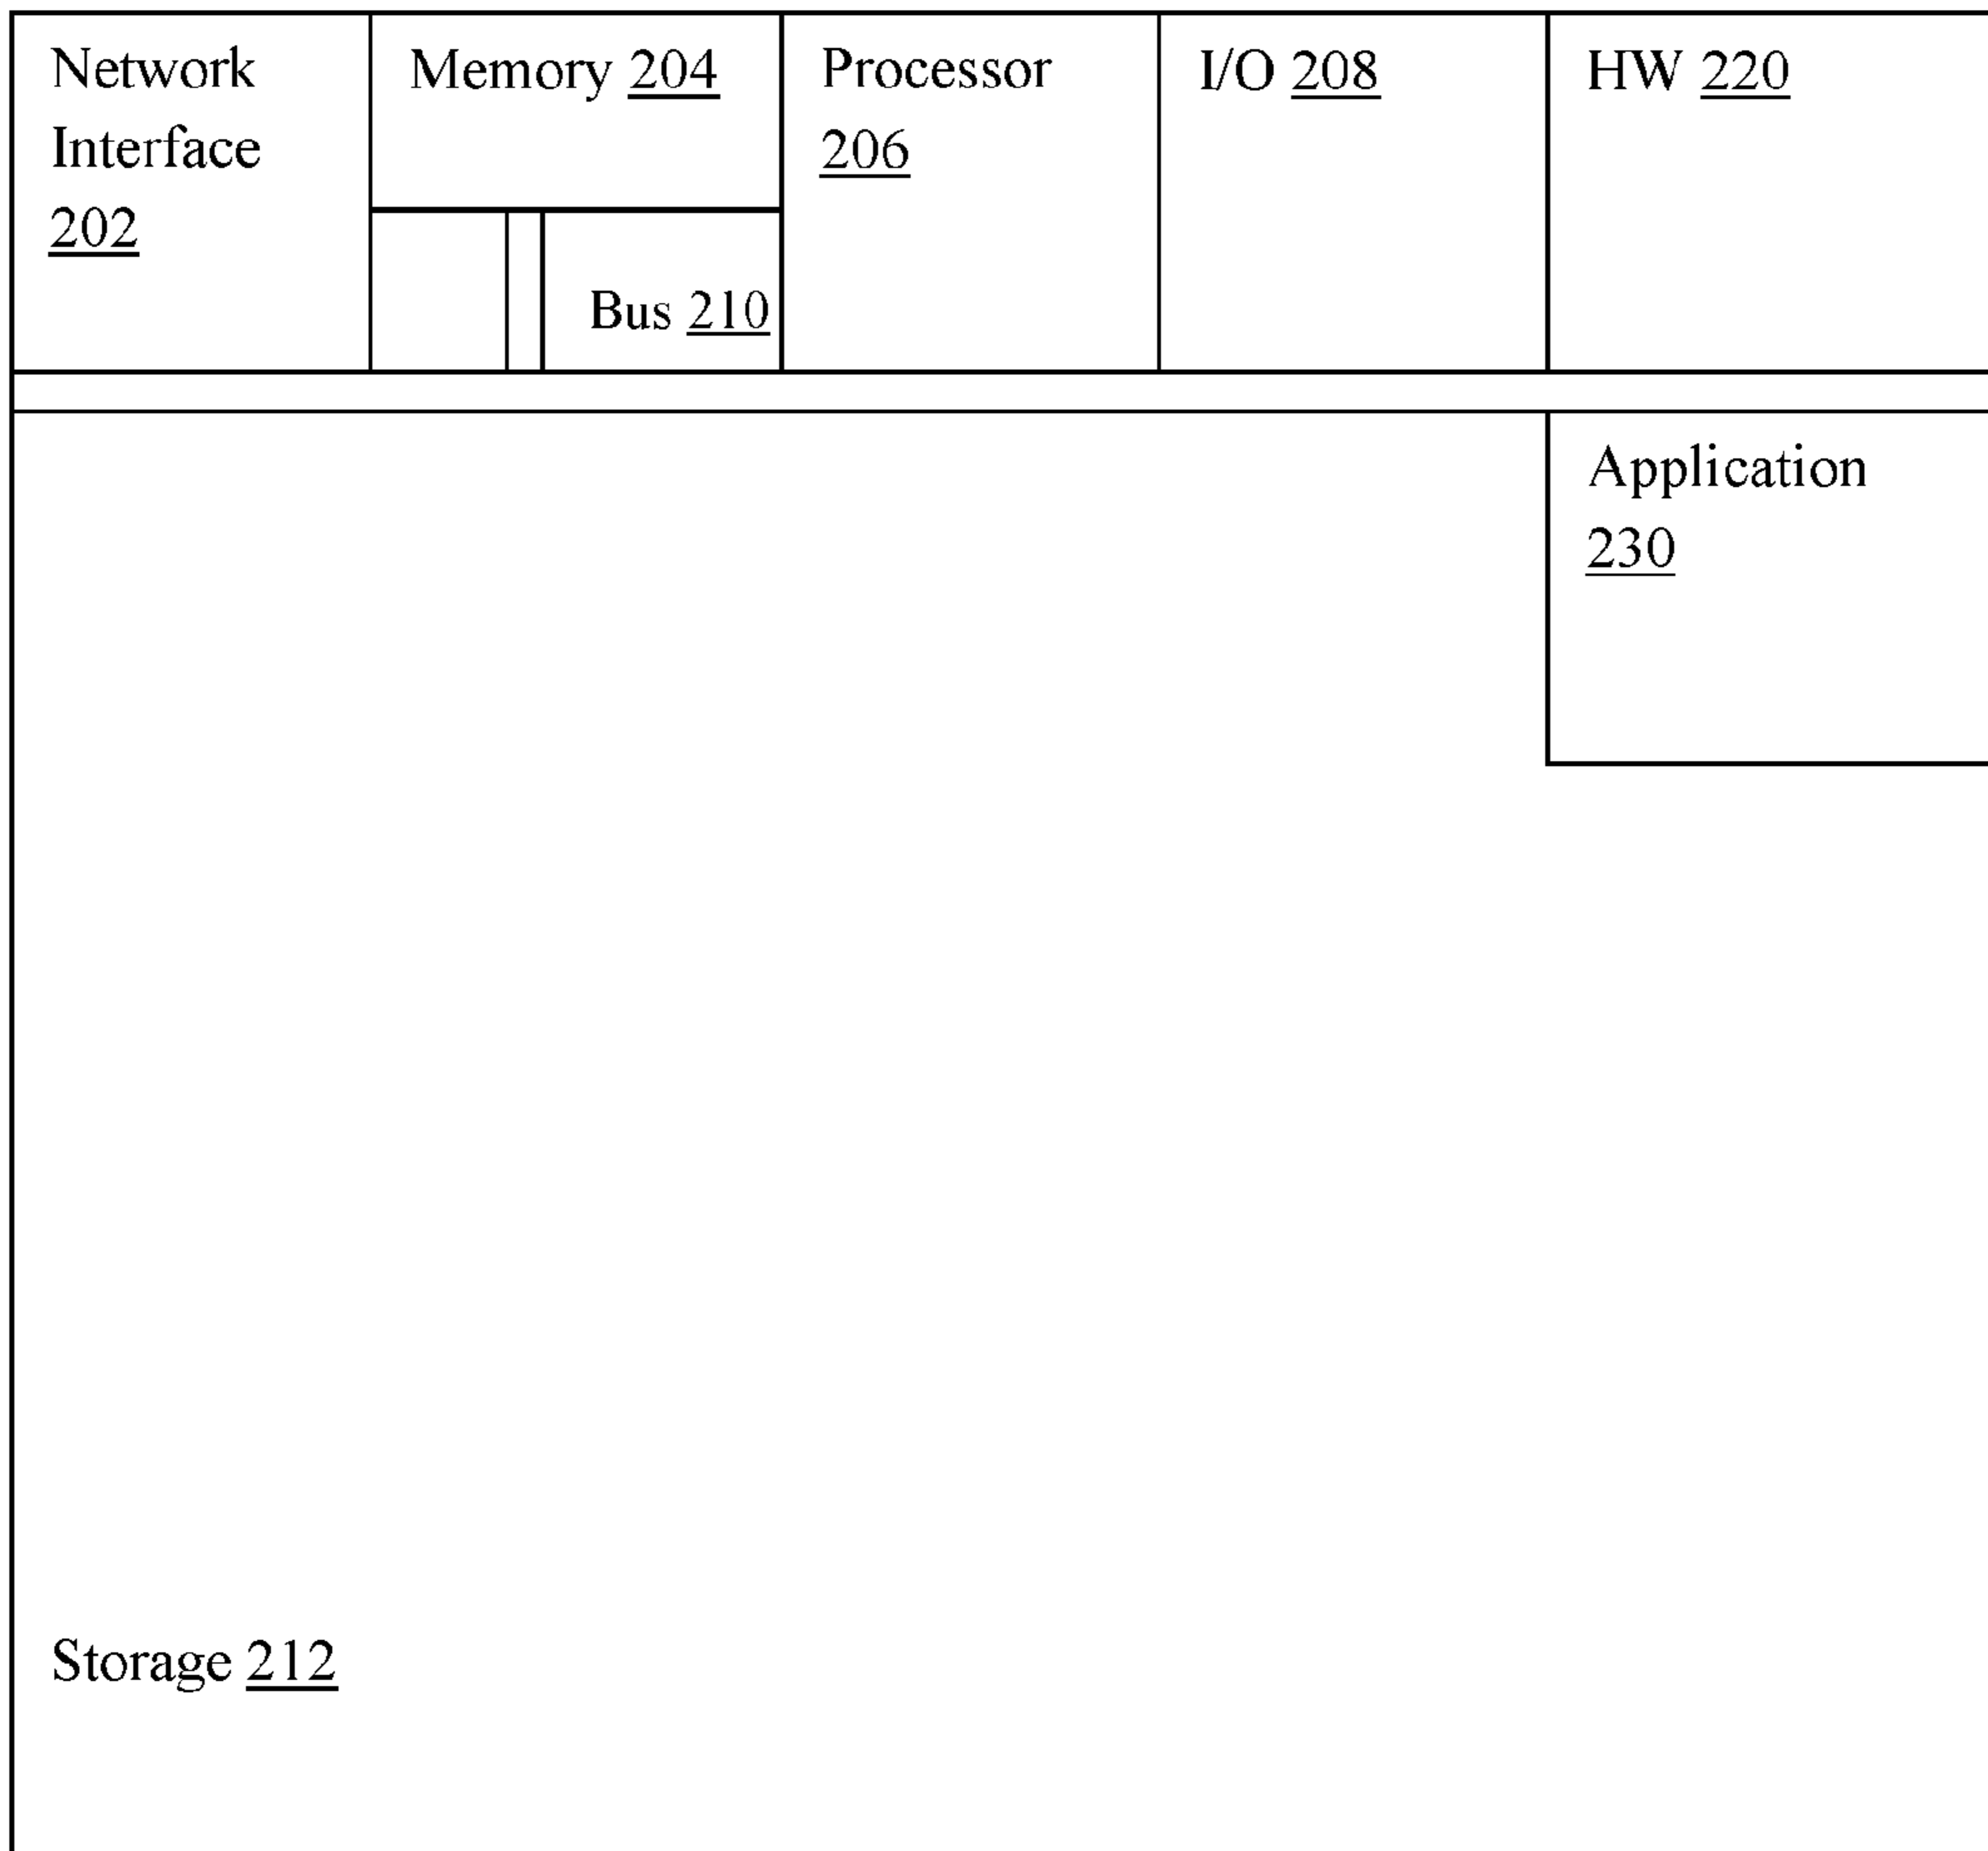 Network
Interface
202
Memory 204
Processor
206
I/O 208
HW 220
Bus 210
Application
230
Storage 212